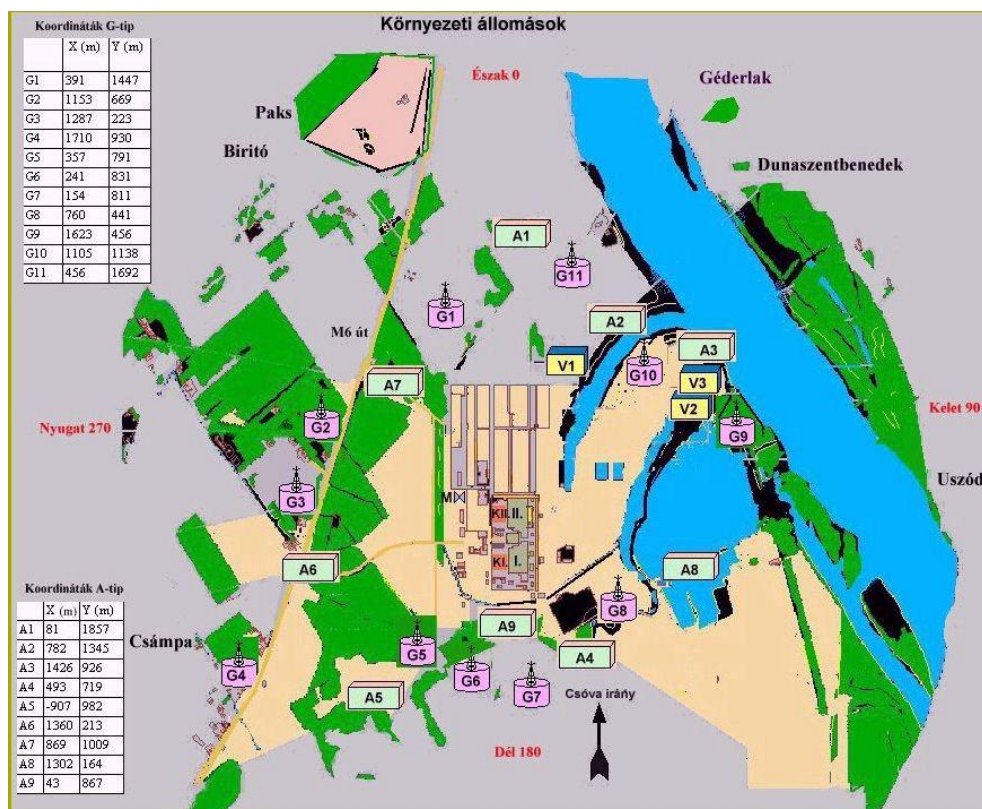 Környezeti állomások
Koordináták G-tip
X (m) Y (m)
G1 391 1447
G2 1153 669
G3 1287 223
G4 1710 930
G5 357 791
G6 241 831
G7 154 811
G8 760 441
G9 1623 456
G10 1105 1138
G11 456 1692
Észak 0
Géderlak
Paks
Biritó
Dunaszentbenedek
A1
G11
G1
A2
M6 út
A3
V1
G10
A7
V3
V2
Kelet 90
G2
Nyugat 270
G9
Uszód
G3
M
KII. II.
KI. I.
A6
A8
Koordináták A-tip
X (m) Y (m)
A1 81 1857
A2 782 1345
A3 1426 926
A4 493 719
A5 -907 982
A6 1360 213
A7 869 1009
A8 1302 164
A9 43 867
G8
A9
Csámpa
G5
A4
G4
G6
A5
G7
Csóva irány
Dél 180